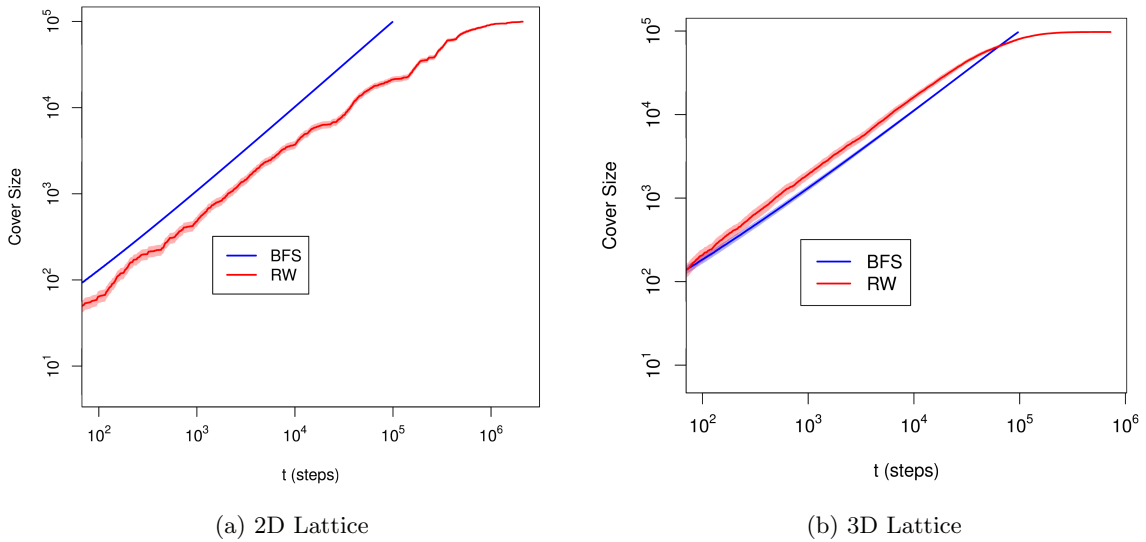 Cover Size
10^5
10^4
10^3
10^2
10^1
BFS
RW
10^2 10^3 10^4 10^5 10^6
t (steps)
(a) 2D Lattice
Cover Size
10^5
10^4
10^3
10^2
10^1
BFS
RW
10^2 10^3 10^4 10^5 10^6
t (steps)
(b) 3D Lattice